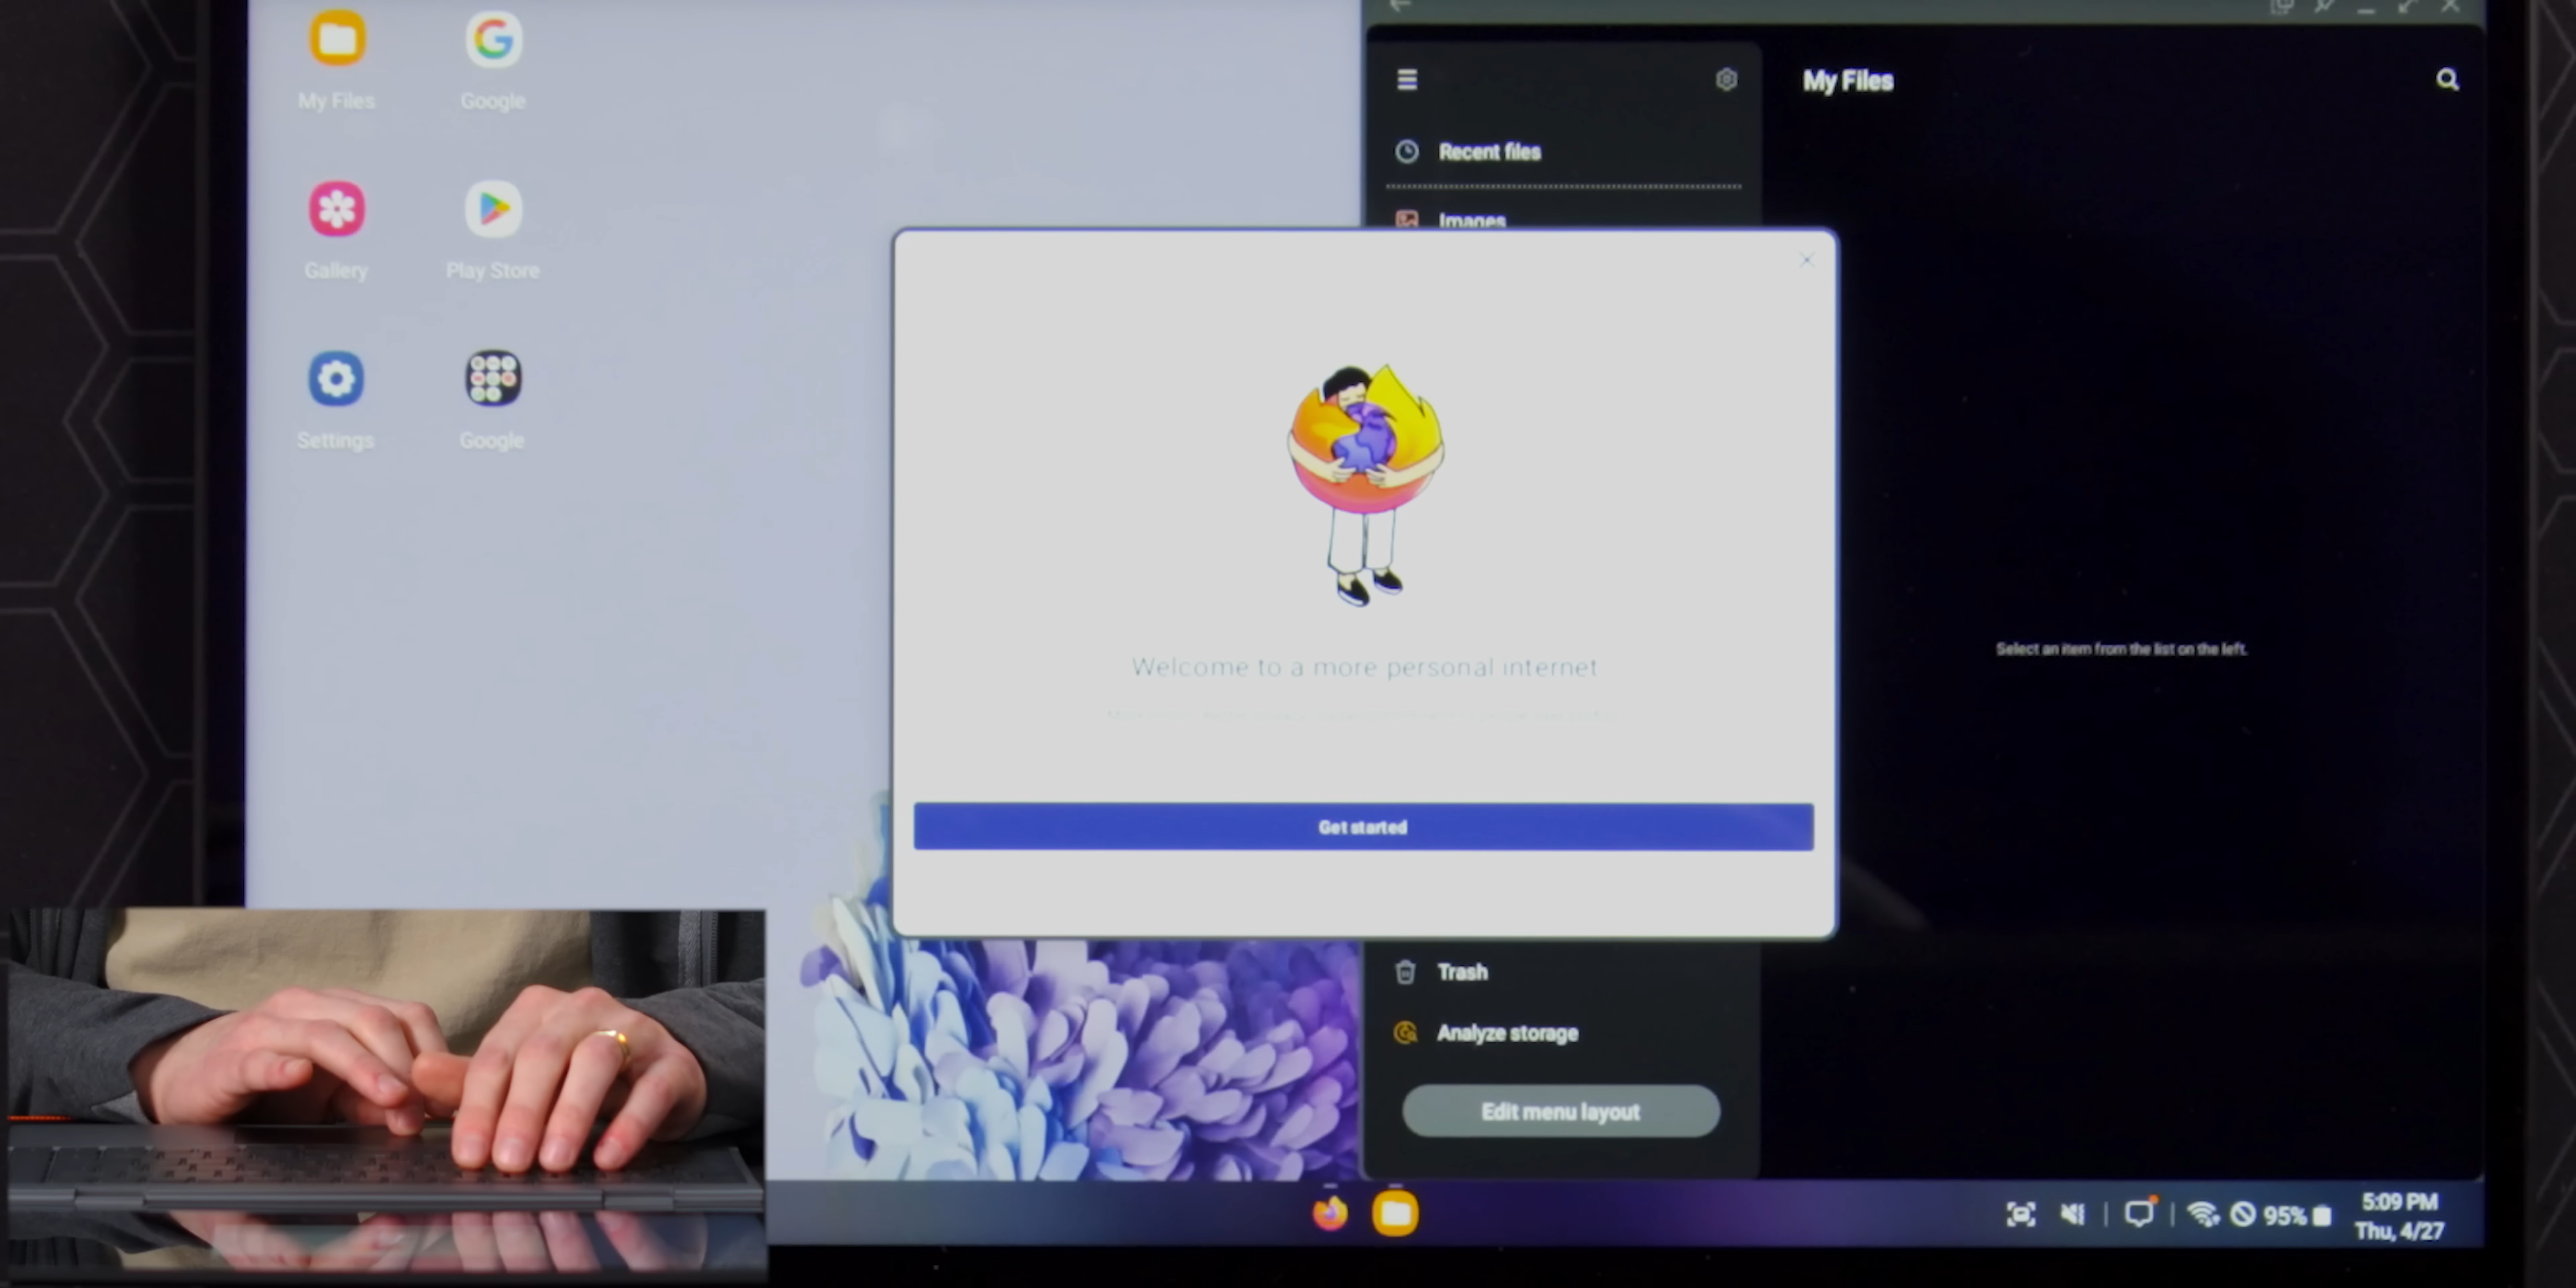 My Files
Google
Gallery
Play Store
Settings
Google
My Files
Recent files
Images
Welcome to a more personal internet
Get started
Select an item from the list on the left.
Trash
Analyze storage
Edit menu layout
95%
5:09 PM
Thu, 4/27